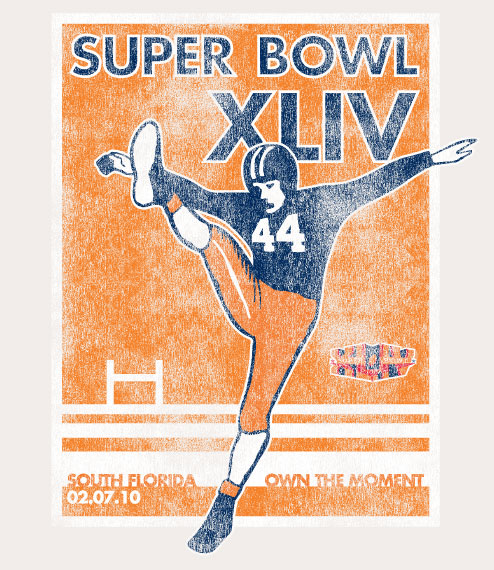 SUPER BOWL
XLIV
44
SOUTH FLORIDA
02.07.10
OWN THE MOMENT